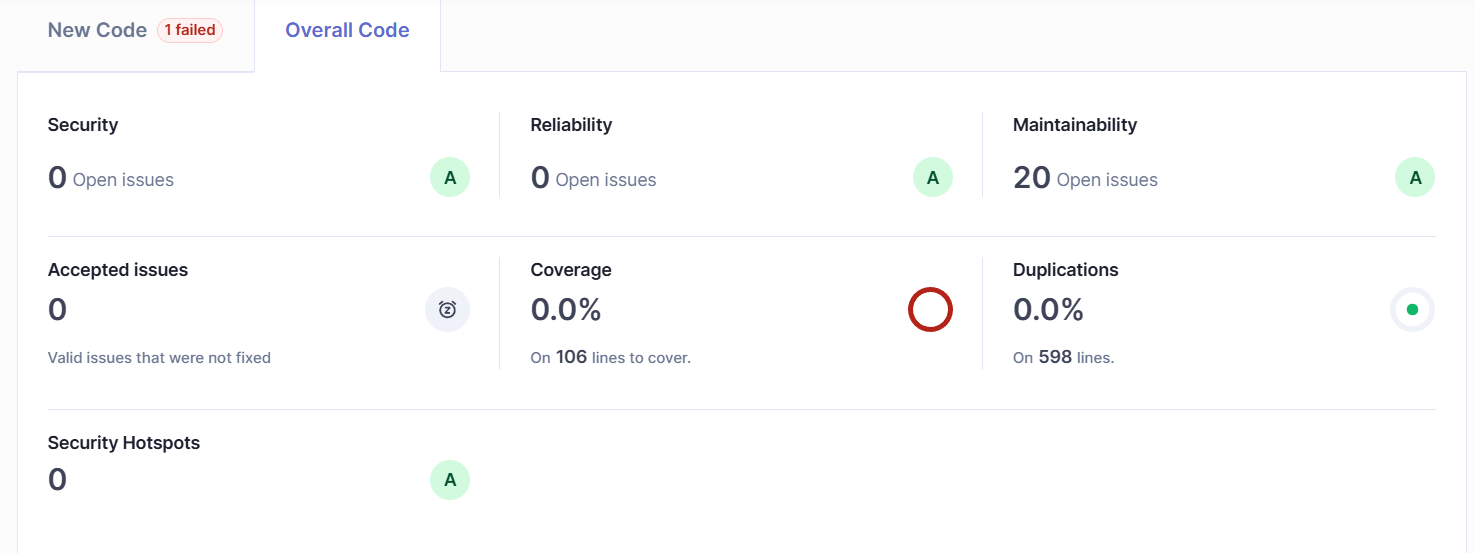 New Code 1 failed Overall Code
Security Reliability Maintainability
0 Open issues A 0 Open issues A 20 Open issues A
Accepted issues Coverage Duplications
0 0.0% 0.0%
Valid issues that were not fixed On 106 lines to cover. On 598 lines.
Security Hotspots
0 A